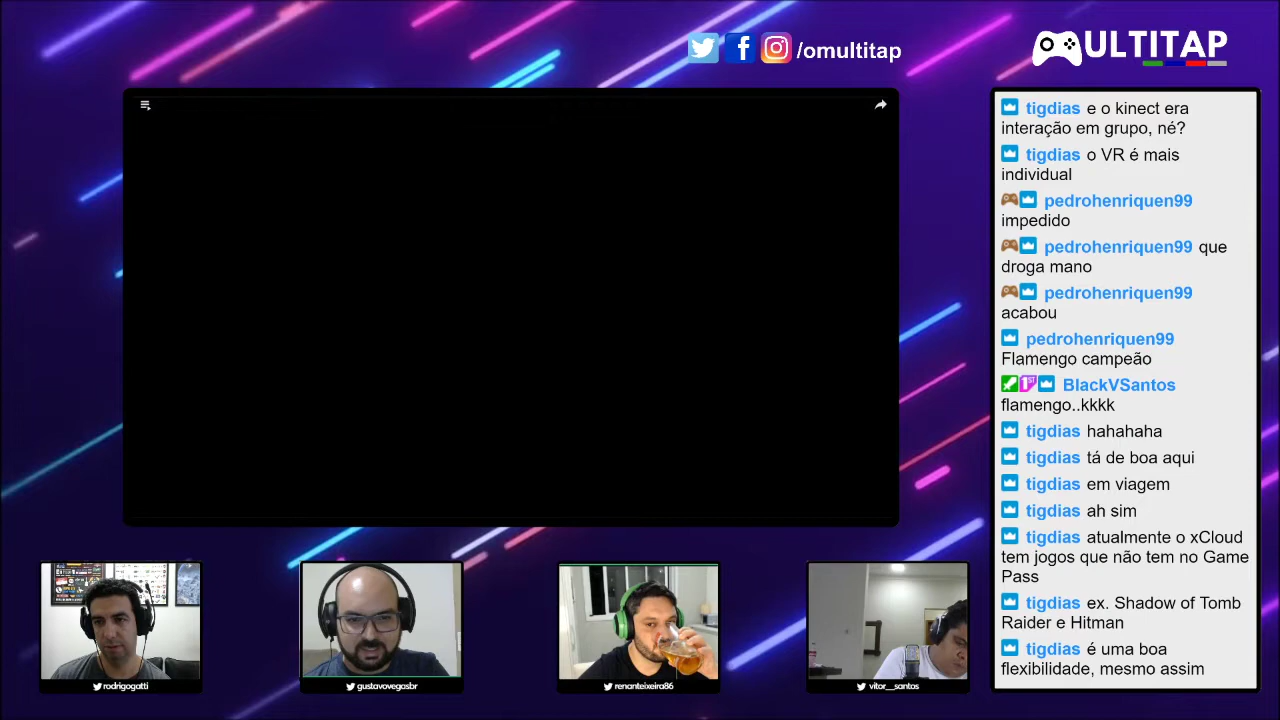 /omultitap
ULTITAP
tigdias e o kinect era
interação em grupo, né?
tigdias o VR é mais
individual
pedrohenriquen99
impedido
pedrohenriquen99 que
droga mano
pedrohenriquen99
acabou
pedrohenriquen99
Flamengo campeão
1ST BlackVSantos
flamengo..kkkk
tigdias hahahaha
tigdias tá de boa aqui
tigdias em viagem
tigdias ah sim
tigdias atualmente o xCloud
tem jogos que não tem no Game
Pass
tigdias ex. Shadow of Tomb
Raider e Hitman
tigdias é uma boa
flexibilidade, mesmo assim
rodrigogatti
gustavovegasbr
renanteixeira86
vitor__santos